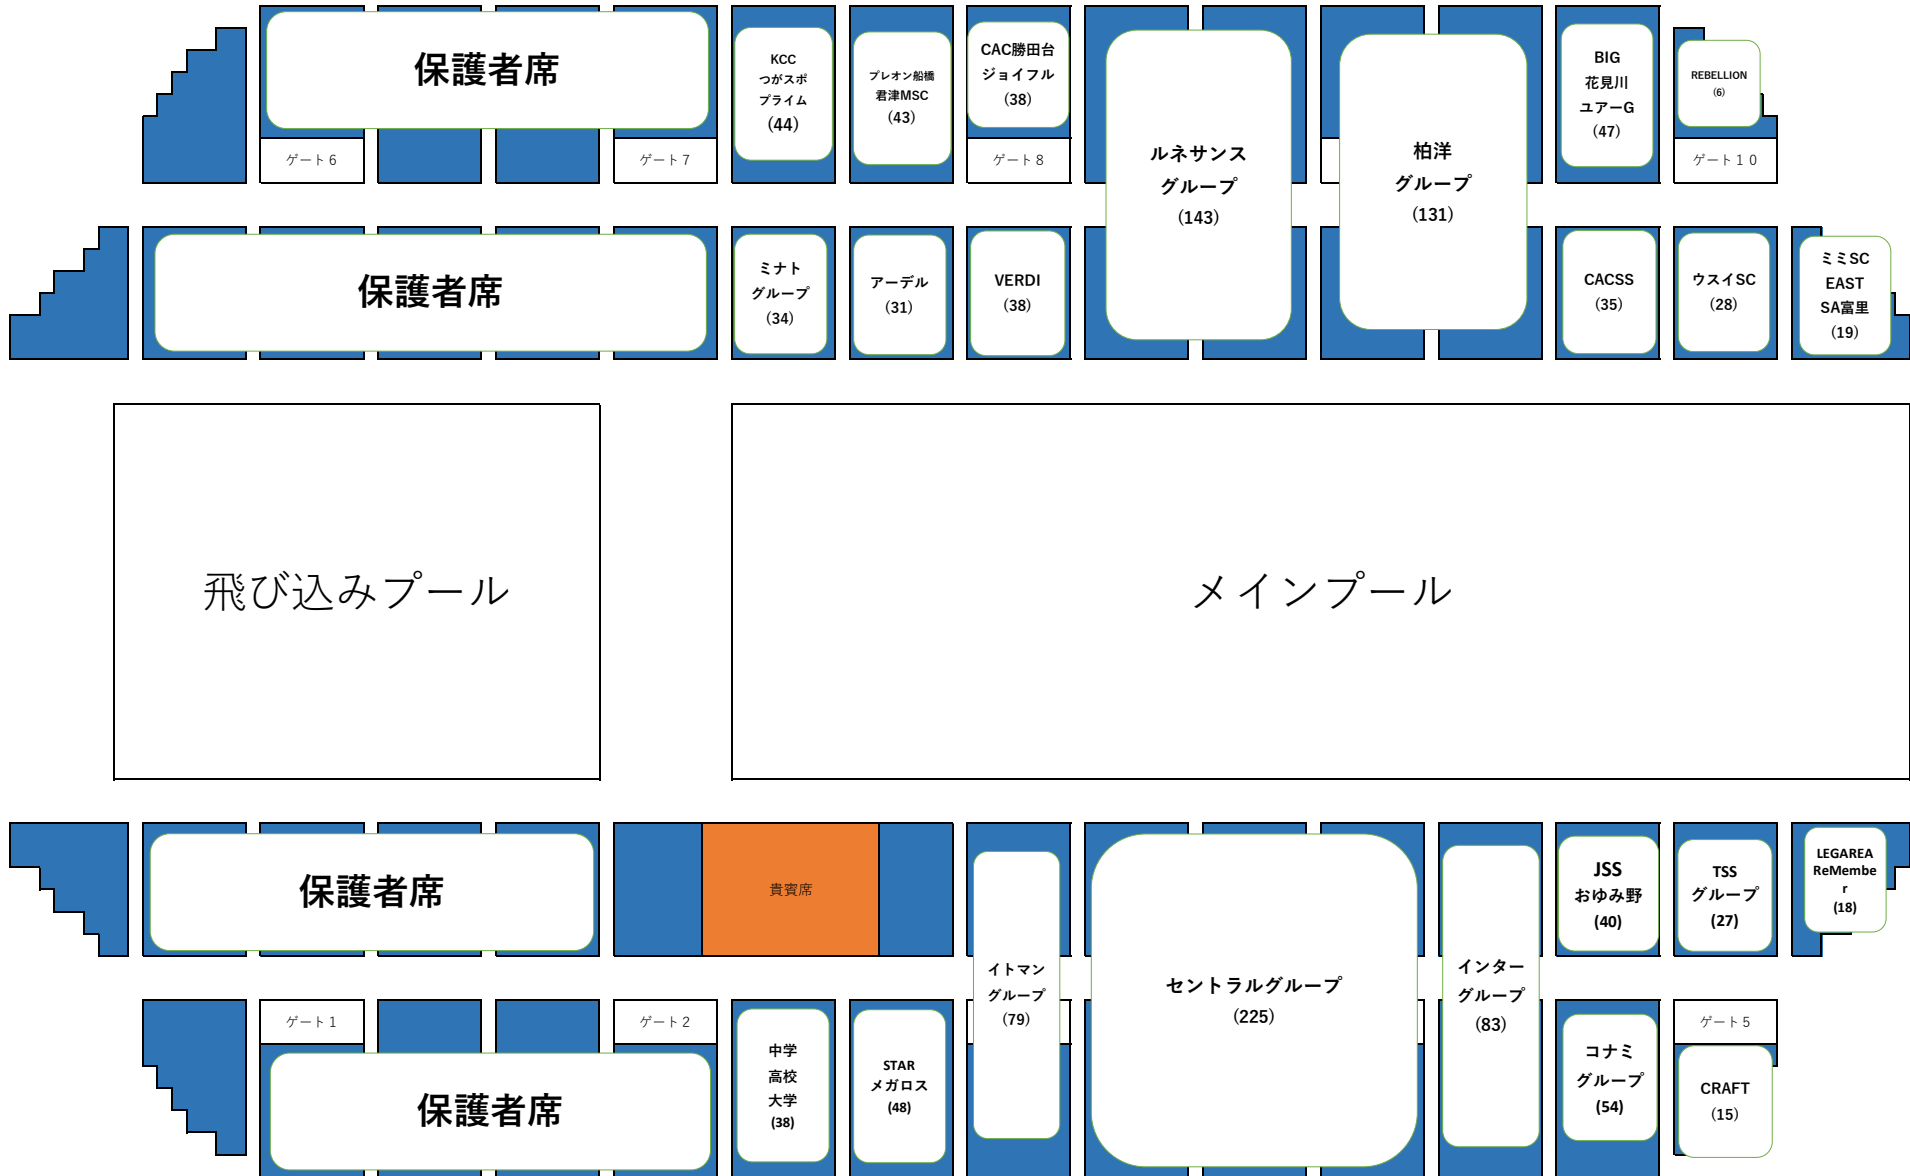 保護者席
KCC
つがスポ
プライム
(44)
プレオン船橋
君津MSC
(43)
CAC勝田台
ジョイフル
(38)
ルネサンス
グループ
(143)
柏洋
グループ
(131)
BIG
花見川
ユアーG
(47)
REBELLION
(6)
ゲート6
ゲート7
ゲート8
ゲート10
保護者席
ミナト
グループ
(34)
アーデル
(31)
VERDI
(38)
CACSS
(35)
ウスイSC
(28)
ミミSC
EAST
SA富里
(19)
飛び込みプール
メインプール
保護者席
貴賓席
イトマン
グループ
(79)
セントラルグループ
(225)
インター
グループ
(83)
JSS
おゆみ野
(40)
TSS
グループ
(27)
LEGAREA
ReMembe
r
(18)
ゲート1
ゲート2
ゲート5
保護者席
中学
高校
大学
(38)
STAR
メガロス
(48)
コナミ
グループ
(54)
CRAFT
(15)